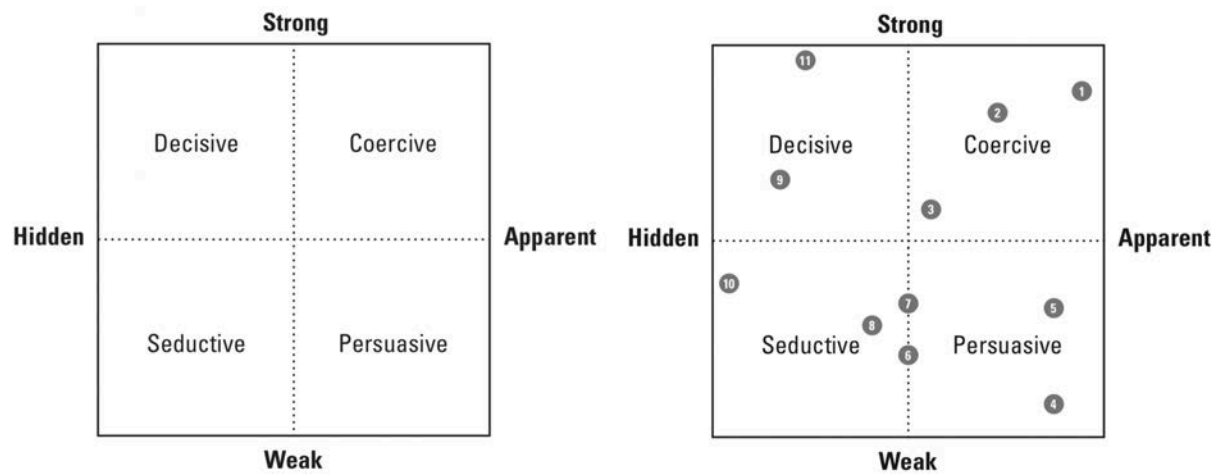 Strong
Decisive
Coercive
Hidden
Apparent
Seductive
Persuasive
Weak
Strong
11
1
2
Decisive
Coercive
9
3
Hidden
Apparent
10
7
5
8
Seductive
Persuasive
6
4
Weak